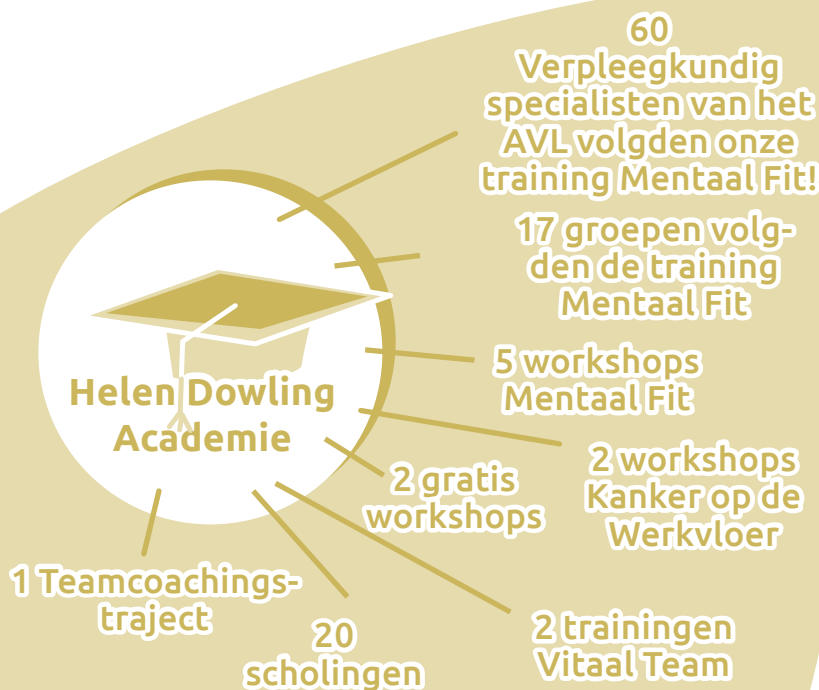 60
Verpleegkundig
specialisten van het
AVL volgden onze
training Mentaal Fit!
17 groepen volg-
den de training
Mentaal Fit
5 workshops
Mentaal Fit
Helen Dowling
Academie
2 workshops
Kanker op de
Werkvloer
2 gratis
workshops
1 Teamcoachings-
traject
20
scholingen
2 trainingen
Vitaal Team